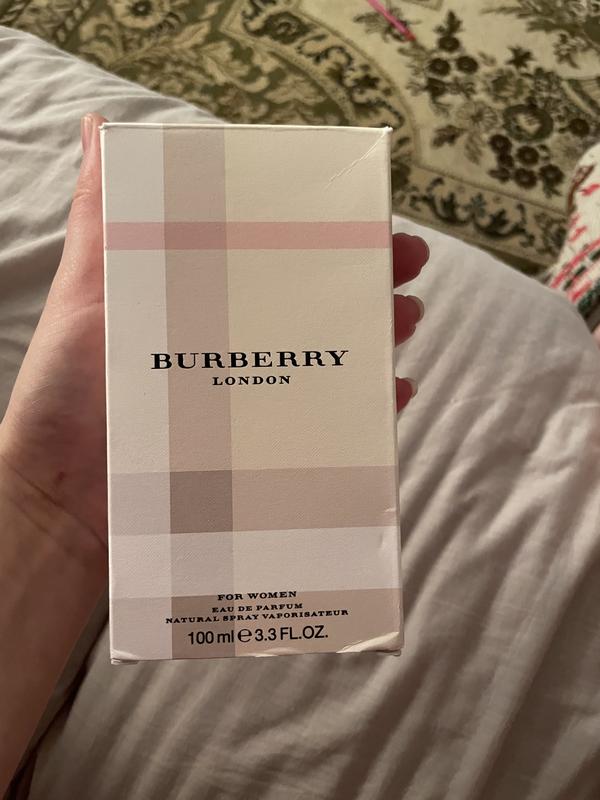 BURBERRY
LONDON
FOR WOMEN
EAU DE PARFUM
NATURAL SPRAY VAPORISATEUR
100 ml ℮ 3.3 FL.OZ.